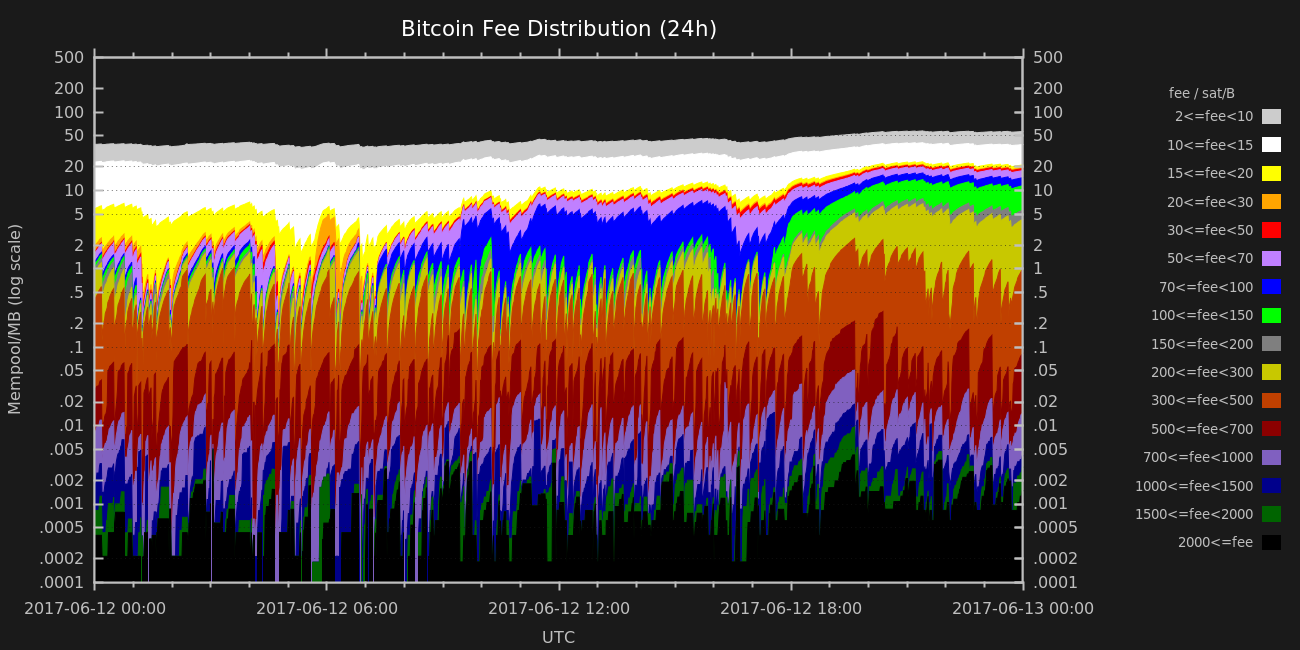 Bitcoin Fee Distribution (24h)
Mempool/MB (log scale)
500
200
100
50
20
10
5
2
1
.5
.2
.1
.05
.02
.01
.005
.002
.001
.0005
.0002
.0001
500
200
100
50
20
10
5
2
1
.5
.2
.1
.05
.02
.01
.005
.002
.001
.0005
.0002
.0001
2017-06-12 00:00
2017-06-12 06:00
2017-06-12 12:00
2017-06-12 18:00
2017-06-13 00:00
UTC
fee / sat/B
2<=fee<10
10<=fee<15
15<=fee<20
20<=fee<30
30<=fee<50
50<=fee<70
70<=fee<100
100<=fee<150
150<=fee<200
200<=fee<300
300<=fee<500
500<=fee<700
700<=fee<1000
1000<=fee<1500
1500<=fee<2000
2000<=fee